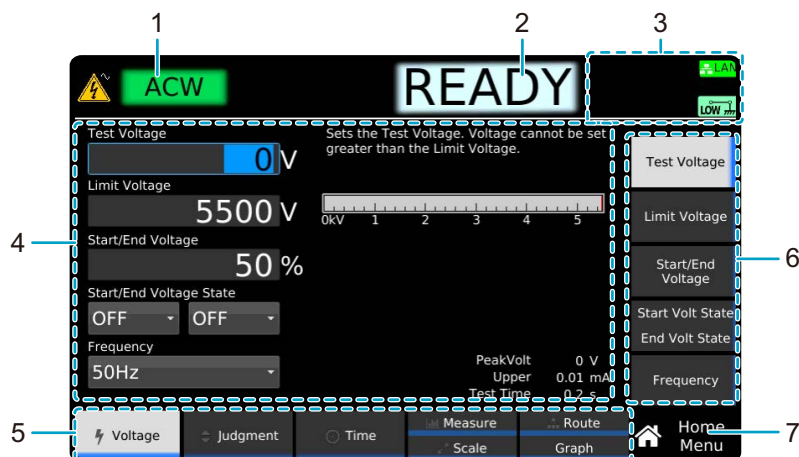 1
2
3
ACW
READY
LAN
LOW
Test Voltage
0 V
Sets the Test Voltage. Voltage cannot be set
greater than the Limit Voltage.
Limit Voltage
5500 V
0kV 1 2 3 4 5
Start/End Voltage
50 %
Start/End Voltage State
OFF OFF
Frequency
50Hz
PeakVolt 0 V
Upper 0.01 mA
Test Time 0.2 s
4
Test Voltage
Limit Voltage
Start/End
Voltage
Start Volt State
End Volt State
Frequency
6
5
Voltage
Judgment
Time
Measure
Scale
Route
Graph
Home
Menu
7